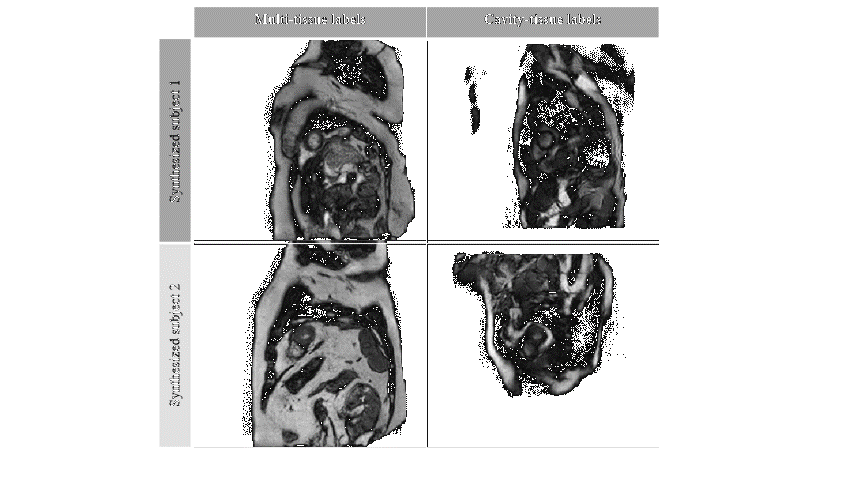 Multi-tissue labels
Cavity-tissue labels
Synthesized subject 1
Synthesized subject 2